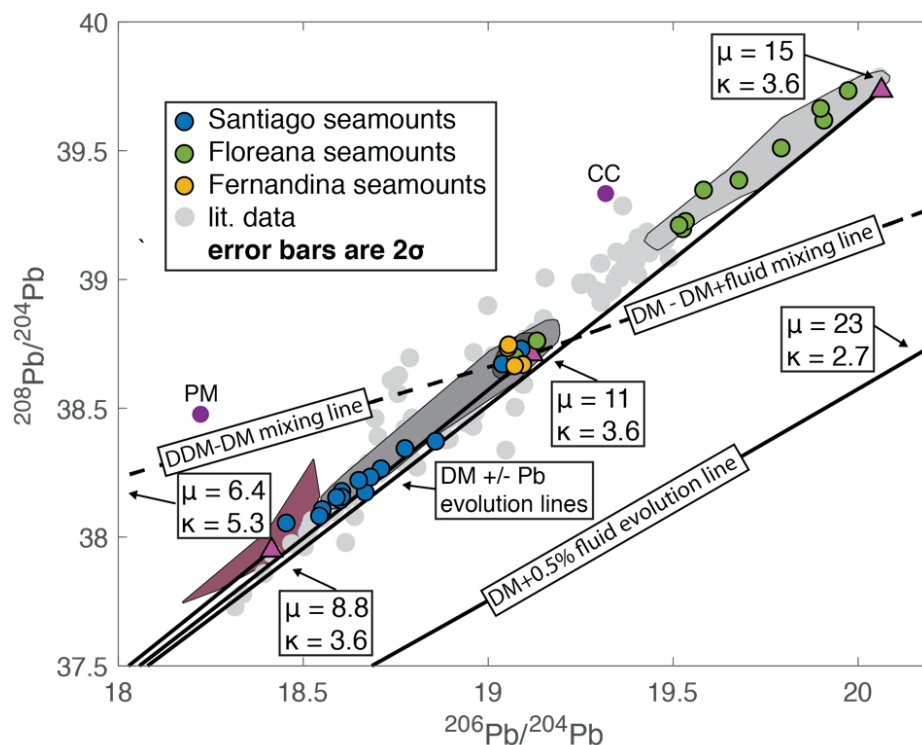 40
39.5
39
38.5
38
37.5
18
18.5
19
19.5
20
²⁰⁸Pb/²⁰⁴Pb
²⁰⁶Pb/²⁰⁴Pb
Santiago seamounts
Floreana seamounts
Fernandina seamounts
lit. data
error bars are 2σ
μ = 15
κ = 3.6
CC
PM
DM - DM+fluid mixing line
μ = 23
κ = 2.7
DDM-DM mixing line
μ = 11
κ = 3.6
μ = 6.4
κ = 5.3
DM +/- Pb
evolution lines
DM+0.5% fluid evolution line
μ = 8.8
κ = 3.6